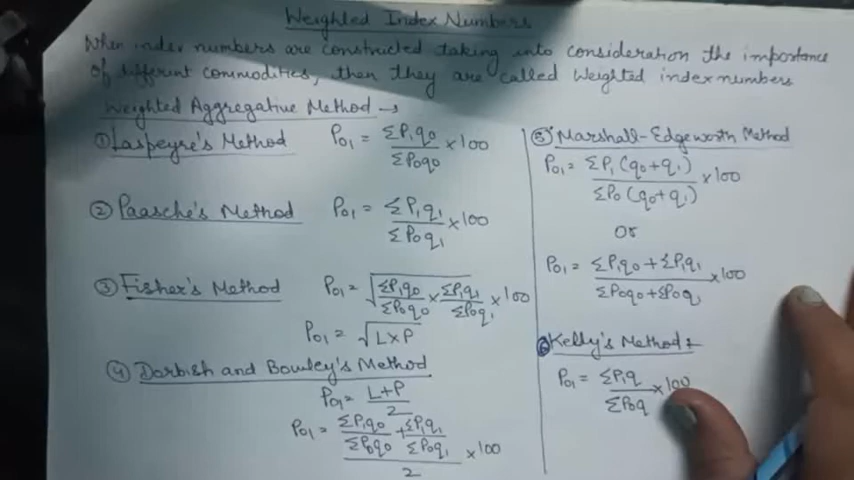 Weighted Index Numbers
When index numbers are constricted taking into consideration the importance
of different commodities, then they are called Weighted index numbers
Weighted Aggregative Method →
① Laspeyre's Method P₀₁ = ΣP₁q₀ / ΣP₀q₀ × 100
② Paasche's Method P₀₁ = ΣP₁q₁ / ΣP₀q₁ × 100
③ Fisher's Method P₀₁ = √(ΣP₁q₀ / ΣP₀q₀ × ΣP₁q₁ / ΣP₀q₁) × 100
P₀₁ = √(L×P)
④ Dorbish and Bowley's Method
P₀₁ = L+P / 2
P₀₁ = (ΣP₁q₀ / ΣP₀q₀ + ΣP₁q₁ / ΣP₀q₁) / 2 × 100
⑤ Marshall-Edgeworth Method
P₀₁ = ΣP₁(q₀+q₁) / ΣP₀(q₀+q₁) × 100
Or
P₀₁ = ΣP₁q₀ + ΣP₁q₁ / ΣP₀q₀ + ΣP₀q₁ × 100
⑥ Kelly's Method :
P₀₁ = ΣP₁q / ΣP₀q × 100